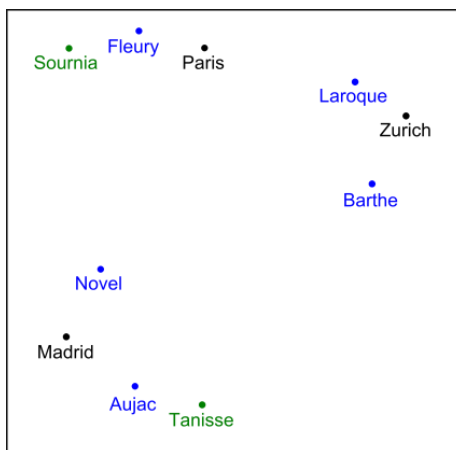 Fleury
Sournia
Paris
Laroque
Zurich
Barthe
Novel
Madrid
Aujac
Tanisse